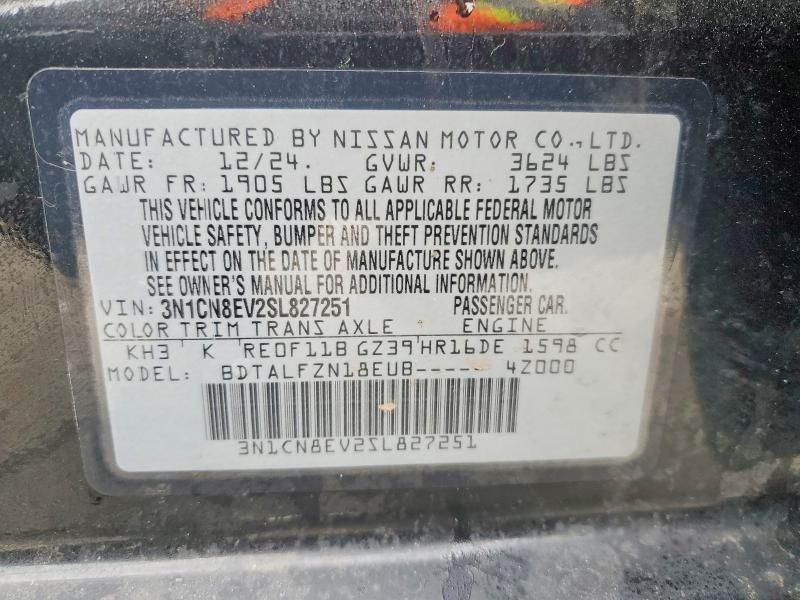 MANUFACTURED BY NISSAN MOTOR CO., LTD.
DATE: 12/24. GVWR: 3624 LBS
GAWR FR: 1905 LBS GAWR RR: 1735 LBS
THIS VEHICLE CONFORMS TO ALL APPLICABLE FEDERAL MOTOR
VEHICLE SAFETY, BUMPER AND THEFT PREVENTION STANDARDS
IN EFFECT ON THE DATE OF MANUFACTURE SHOWN ABOVE.
SEE OWNER'S MANUAL FOR ADDITIONAL INFORMATION.
VIN: 3N1CN8EV2SL827251 PASSENGER CAR.
COLOR TRIM TRANS AXLE ENGINE
KH3 K RE0F11B GZ39 HR16DE 1598 CC
MODEL: BDTALFZN18EUB----- 4Z000
3N1CN8EV2SL827251